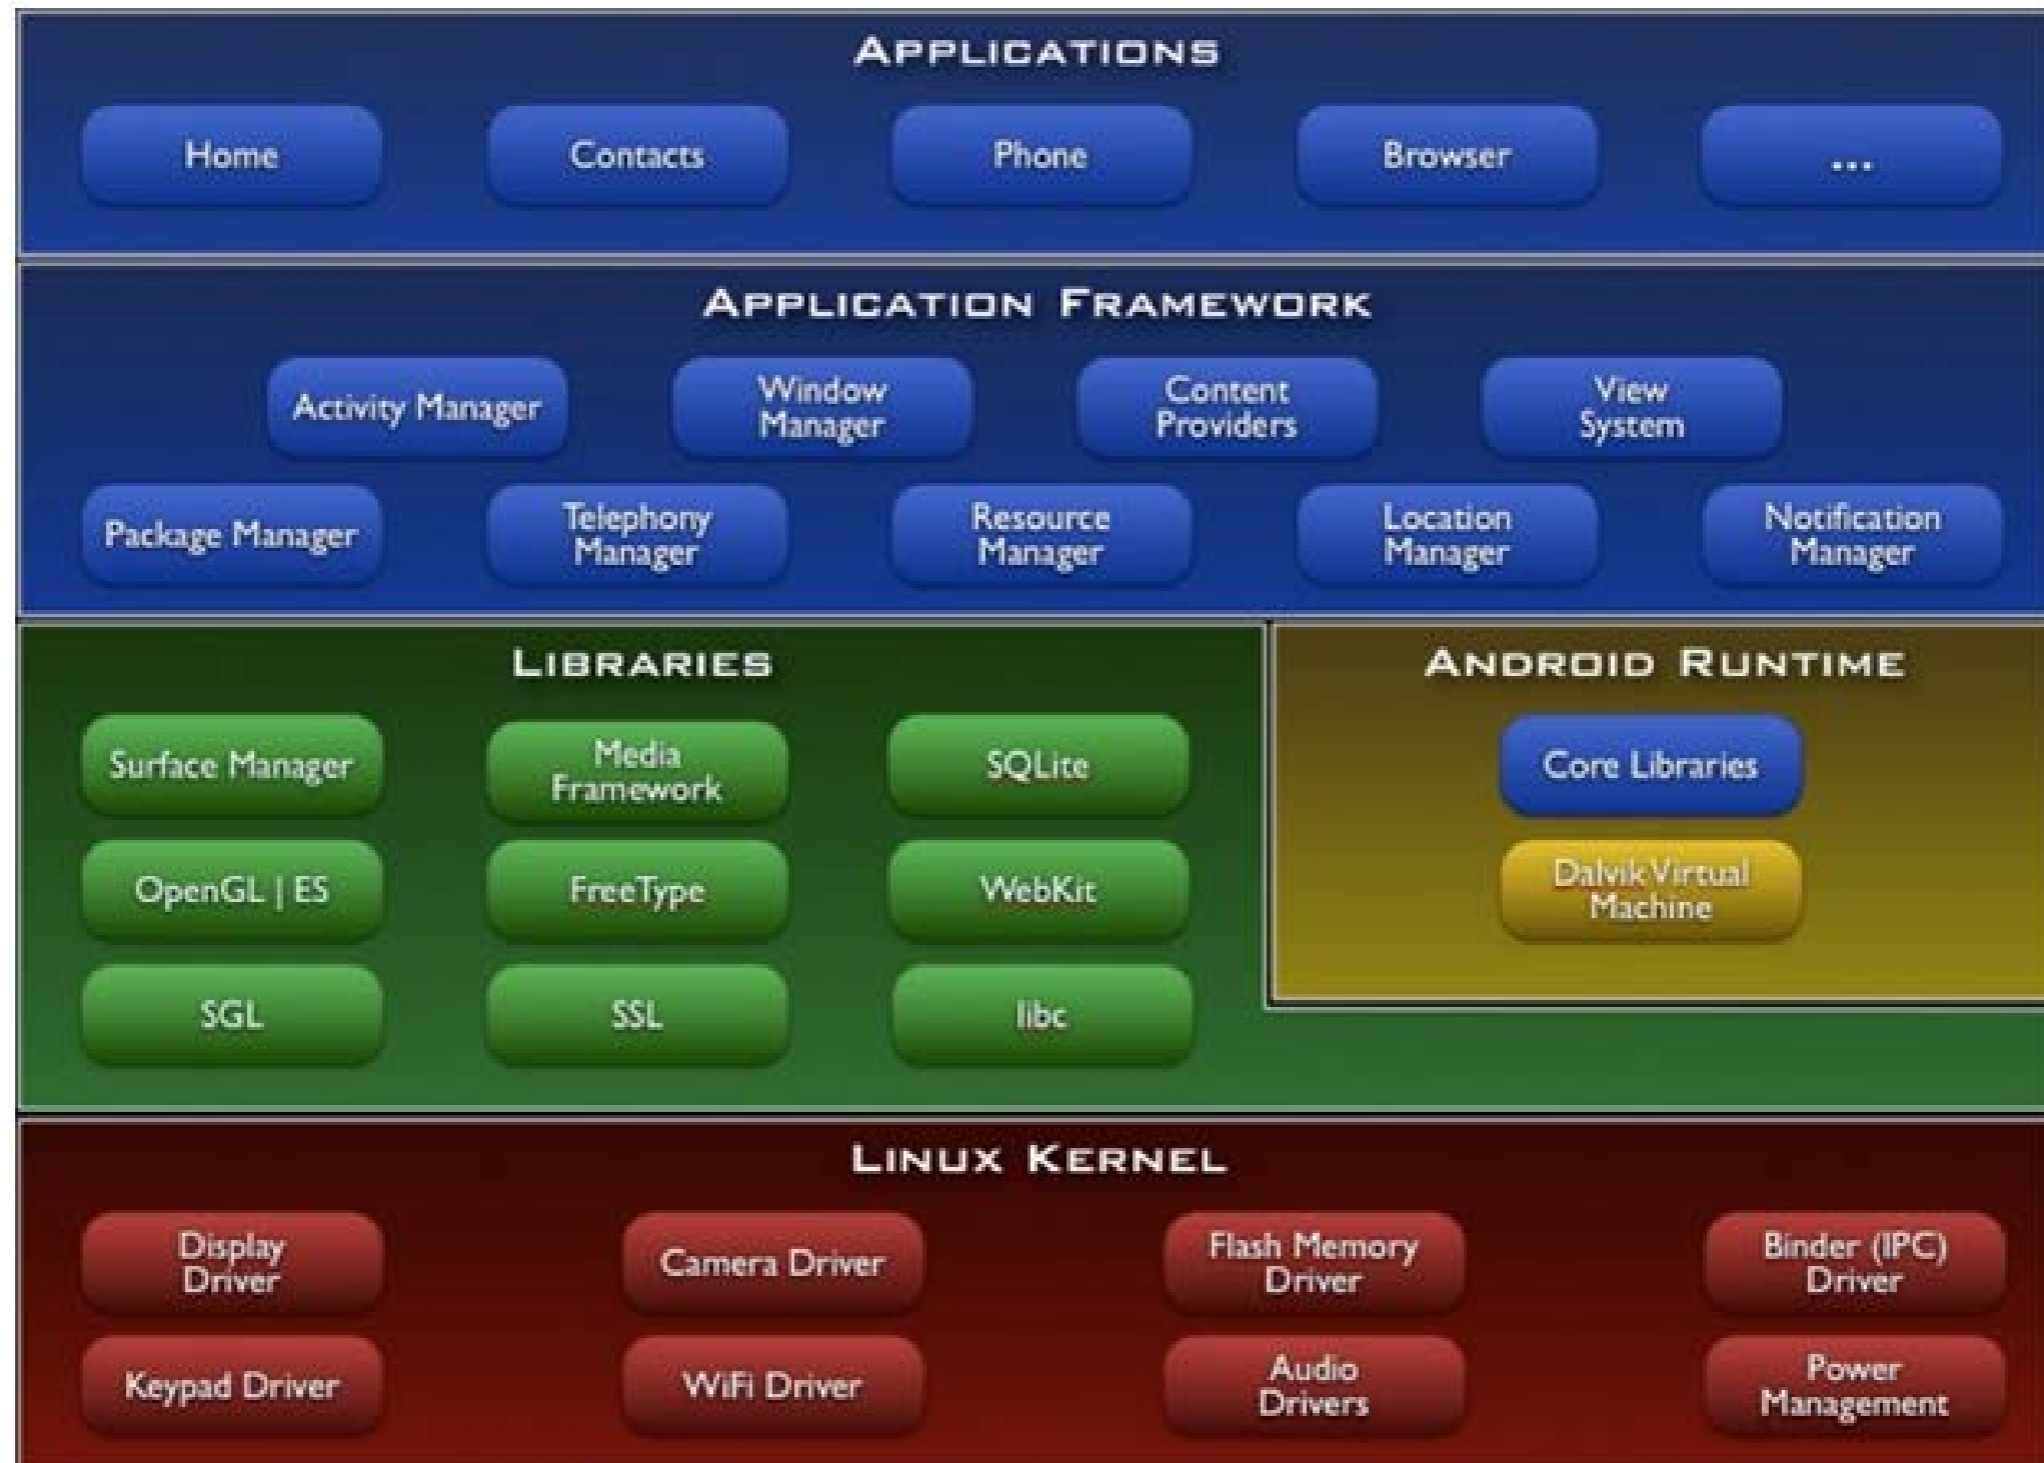 APPLICATIONS
Home
Contacts
Phone
Browser
...
APPLICATION FRAMEWORK
Activity Manager
Window
Manager
Content
Providers
View
System
Package Manager
Telephony
Manager
Resource
Manager
Location
Manager
Notification
Manager
LIBRARIES
Surface Manager
Media
Framework
SQLite
OpenGL | ES
FreeType
WebKit
SGL
SSL
libc
ANDROID RUNTIME
Core Libraries
Dalvik Virtual
Machine
LINUX KERNEL
Display
Driver
Camera Driver
Flash Memory
Driver
Binder (IPC)
Driver
Keypad Driver
WiFi Driver
Audio
Drivers
Power
Management